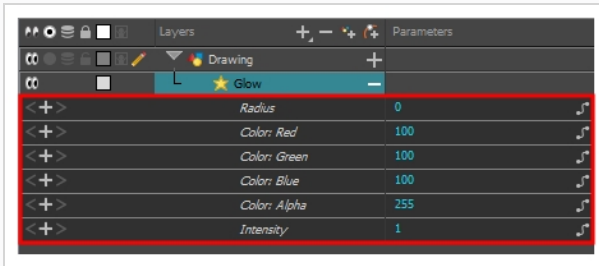 Layers Parameters
Drawing
Glow
Radius 0
Color: Red 100
Color: Green 100
Color: Blue 100
Color: Alpha 255
Intensity 1